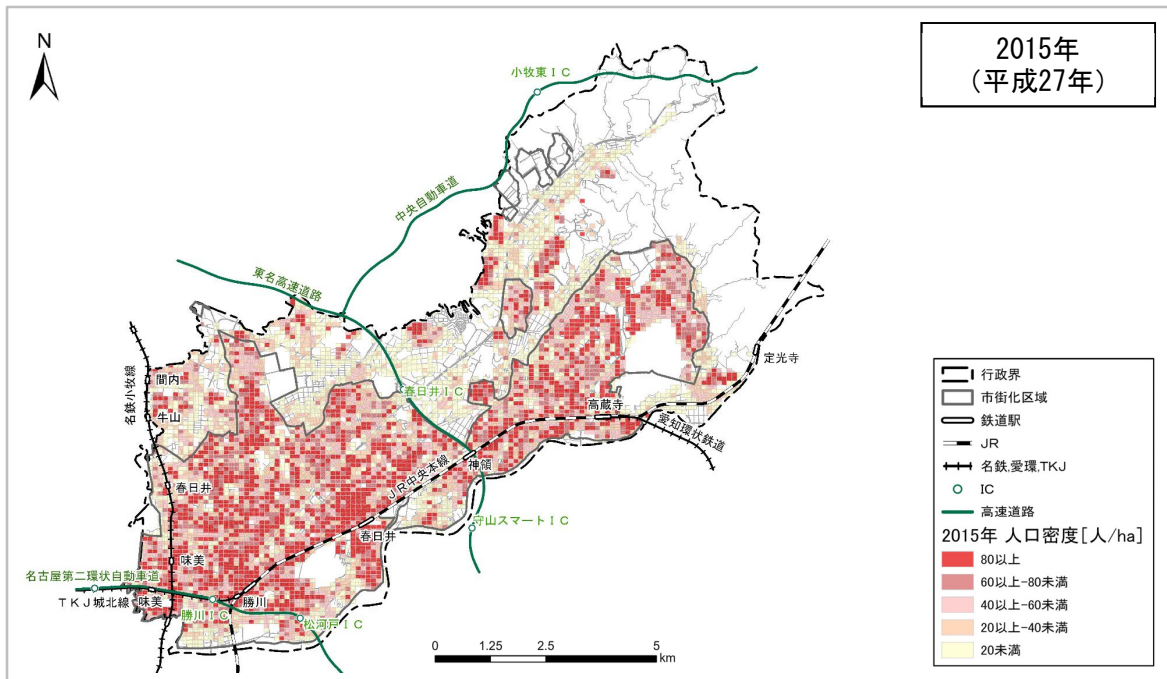 N
2015年
（平成27年）
小牧東IC
中央自動車道
東名高速道路
名鉄小牧線
間内
牛山
春日井IC
定光寺
高蔵寺
愛知環状鉄道
神領
JR中央本線
春日井
春日井
守山スマートIC
味美
名古屋第二環状自動車道
TKJ城北線
味美
勝川
勝川IC
松河戸IC
0
1.25
2.5
5
km
行政界
市街化区域
鉄道駅
JR
名鉄,愛環,TKJ
IC
高速道路
2015年 人口密度[人/ha]
80以上
60以上-80未満
40以上-60未満
20以上-40未満
20未満